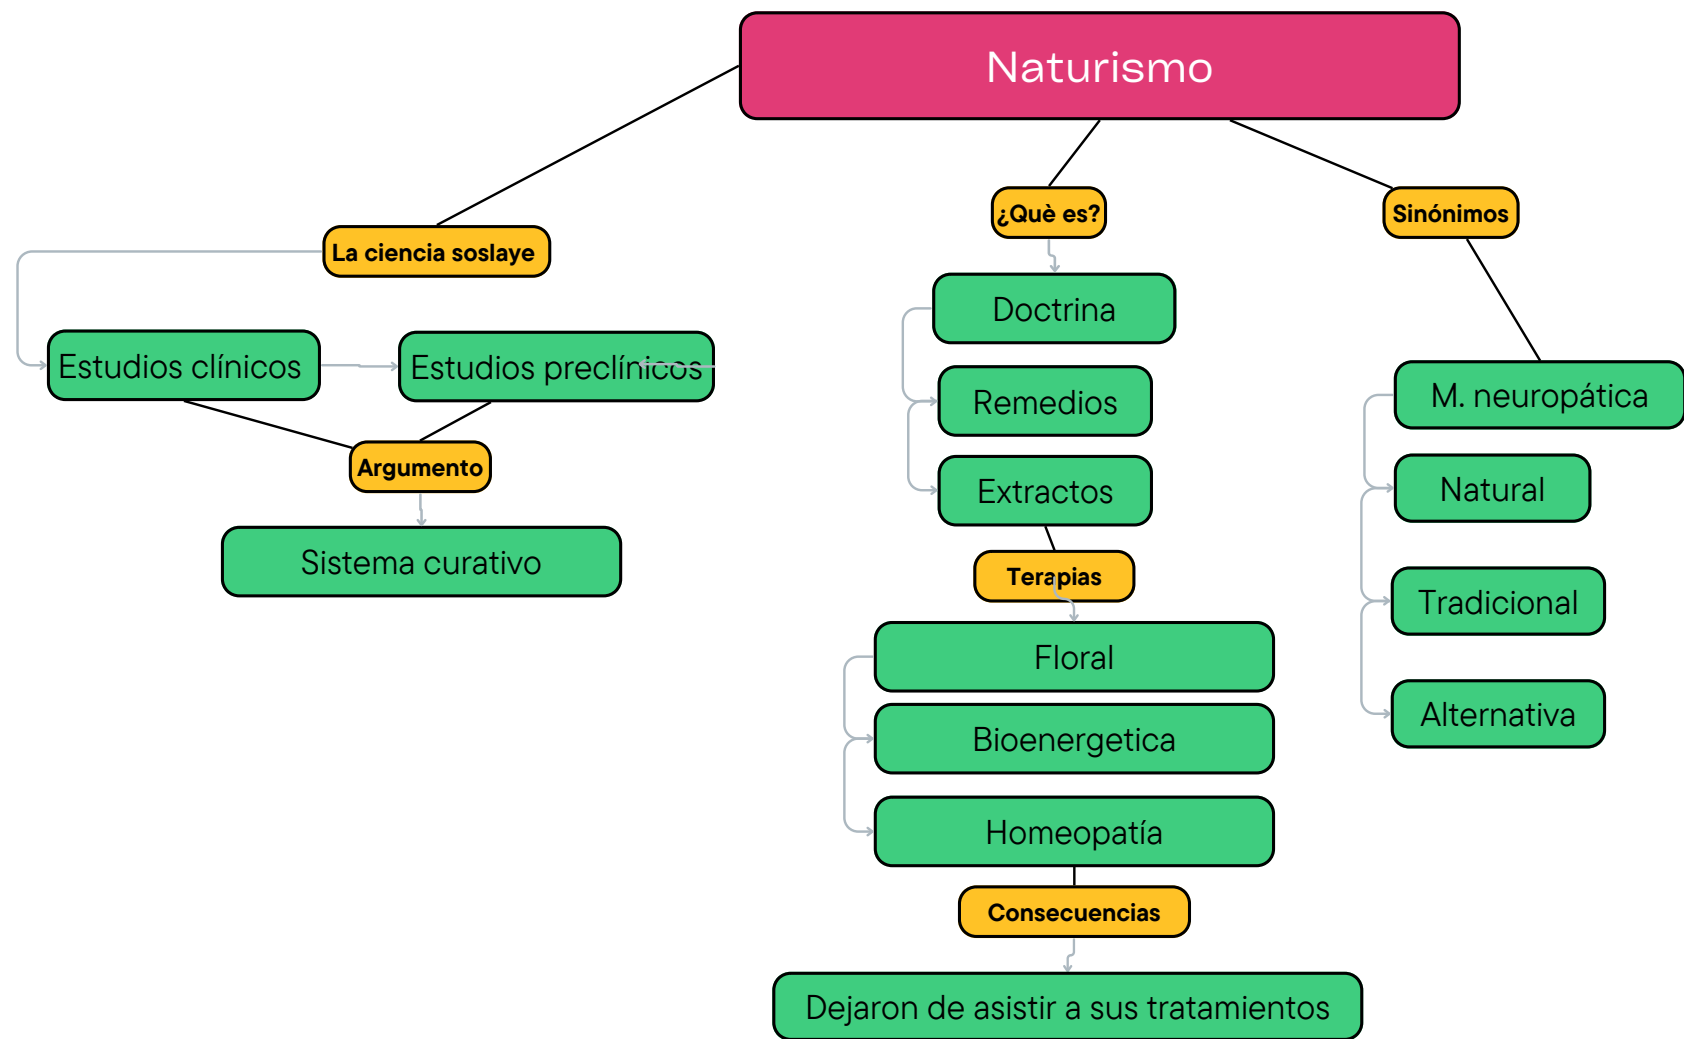 Naturismo
La ciencia soslaye
Estudios clínicos
Estudios preclínicos
Argumento
Sistema curativo
¿Què es?
Doctrina
Remedios
Extractos
Terapias
Floral
Bioenergetica
Homeopatía
Consecuencias
Dejaron de asistir a sus tratamientos
Sinónimos
M. neuropática
Natural
Tradicional
Alternativa